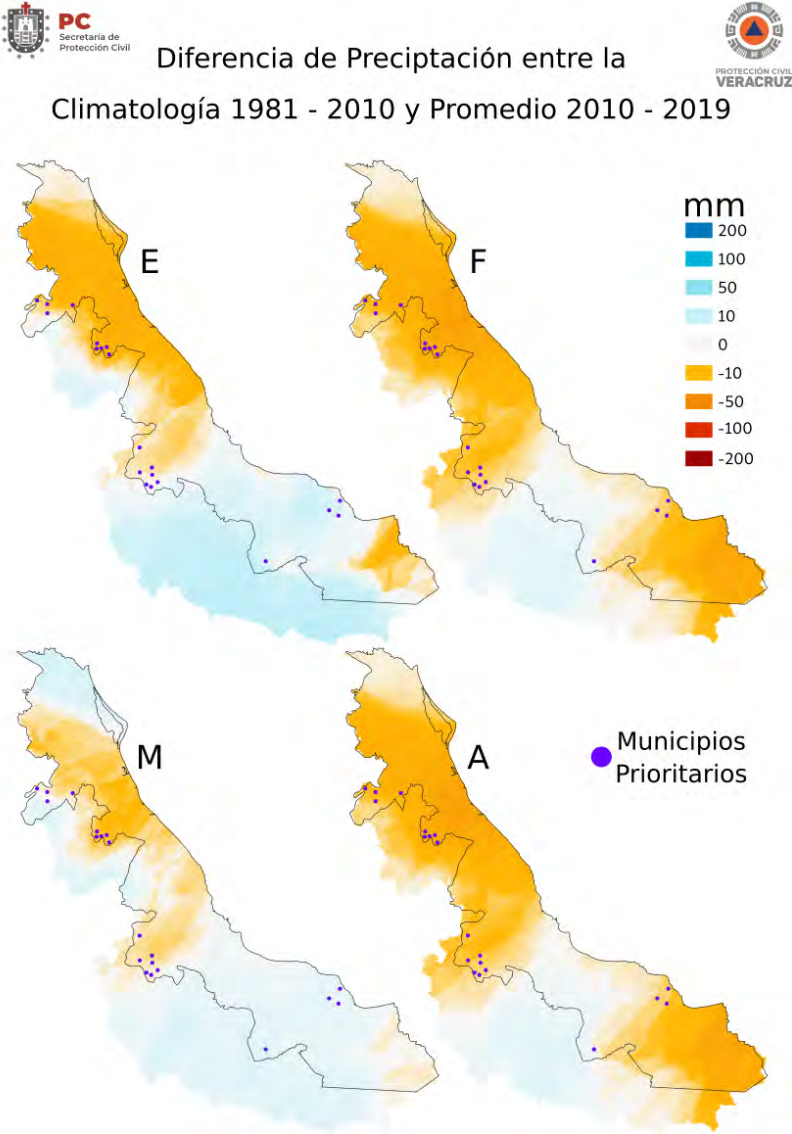 PC
Secretaría de
Protección Civil
PROTECCIÓN CIVIL
VERACRUZ
Diferencia de Preciptación entre la
Climatología 1981 - 2010 y Promedio 2010 - 2019
E
F
mm
200
100
50
10
0
-10
-50
-100
-200
M
A
Municipios
Prioritarios